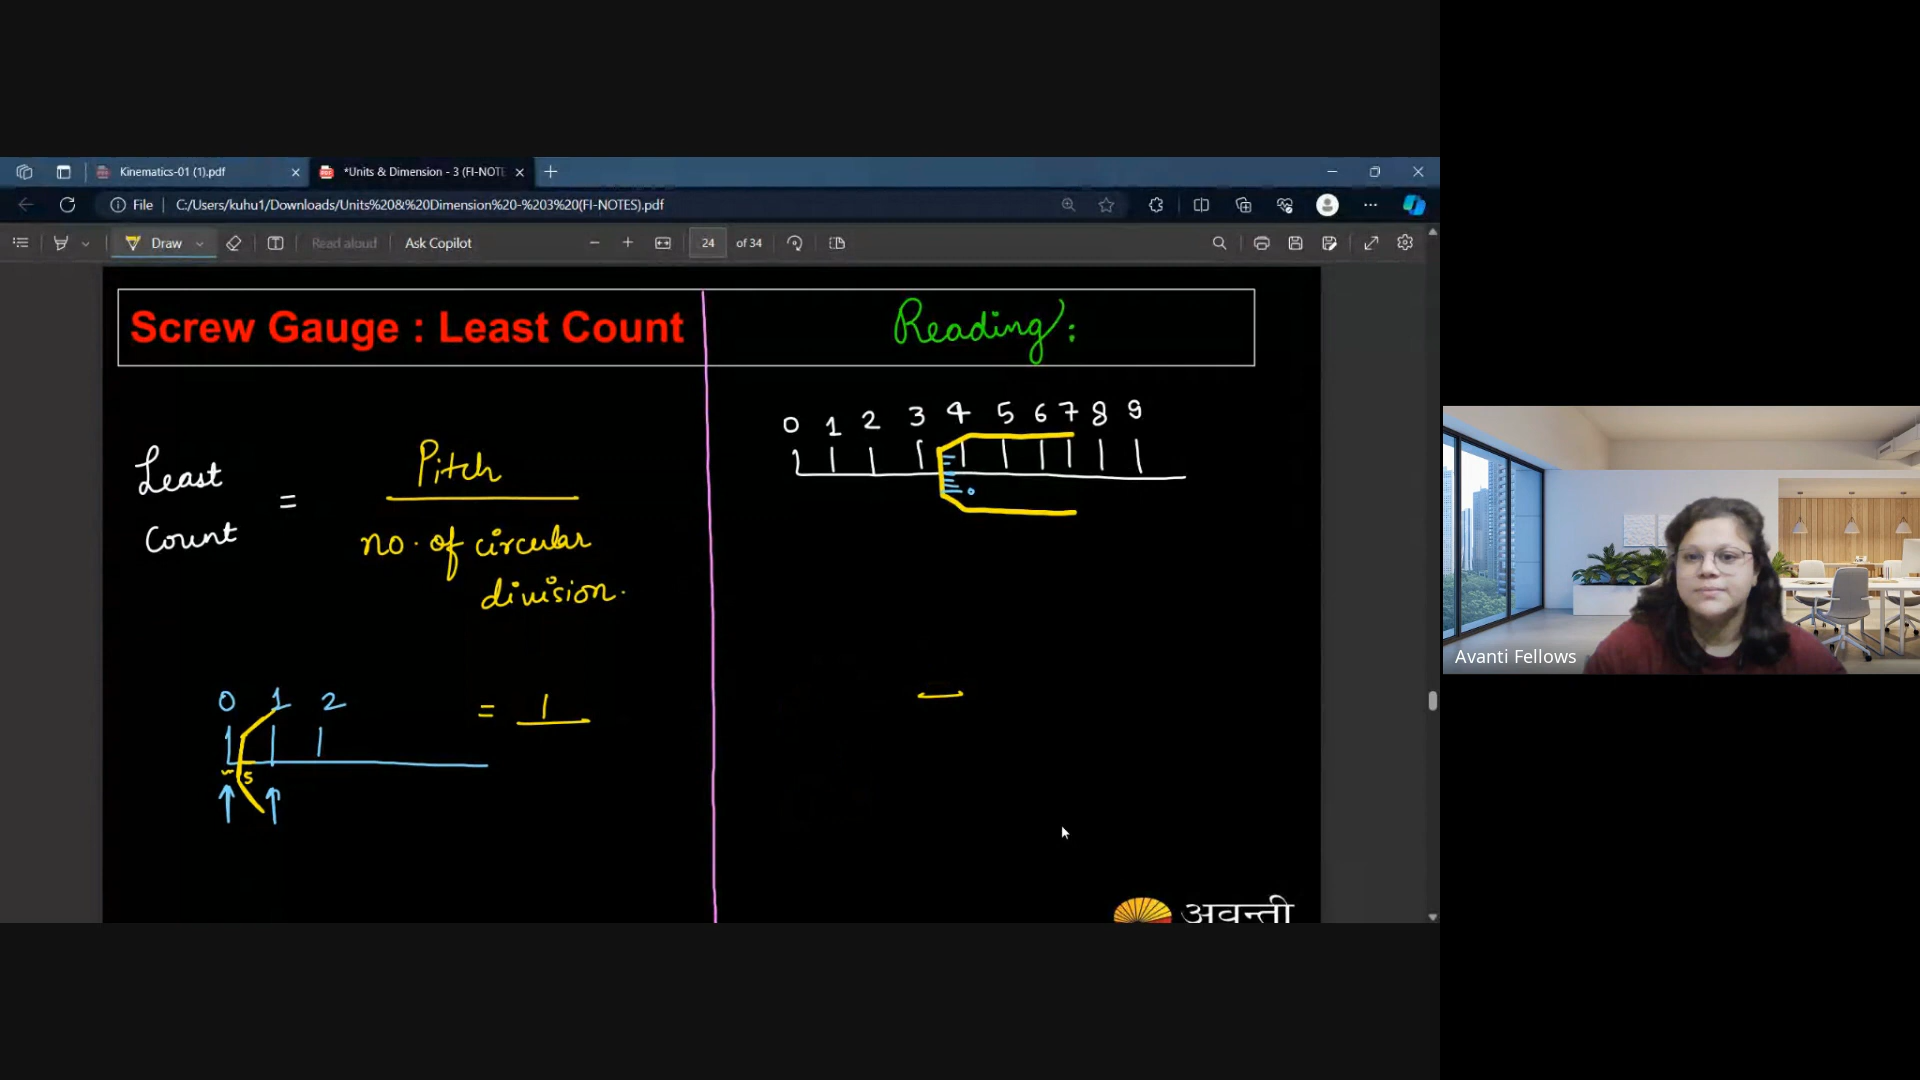 Kinematics-01 (1).pdf
*Units & Dimension - 3 (FI-NOTE
File
C:/Users/kuhu1/Downloads/Units%20&%20Dimension%20-%203%20(FI-NOTES).pdf
Draw
Read aloud
Ask Copilot
24 of 34
Screw Gauge : Least Count
Reading :
Least
Count
=
Pitch
no. of circular
division.
0 1 2 3 4 5 6 7 8 9
0
0 1 2
= 1
5
Avanti Fellows
अवन्ती